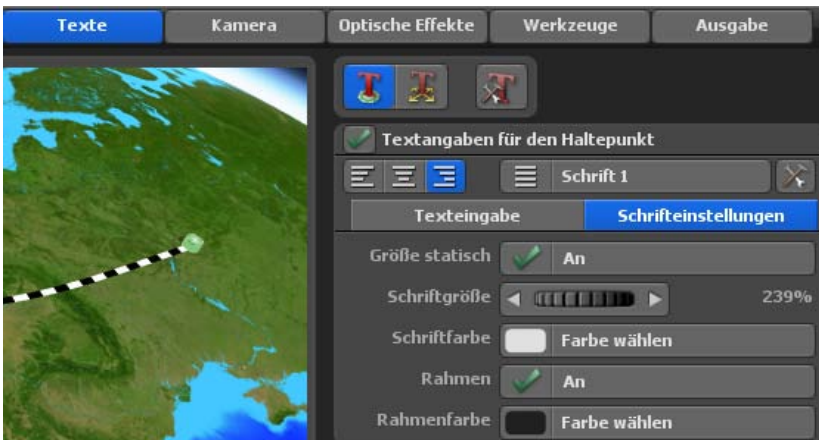 Texte Kamera Optische Effekte Werkzeuge Ausgabe
Textangaben für den Haltepunkt
Schrift 1
Texteingabe Schrifteinstellungen
Größe statisch An
Schriftgröße 239%
Schriftfarbe Farbe wählen
Rahmen An
Rahmenfarbe Farbe wählen